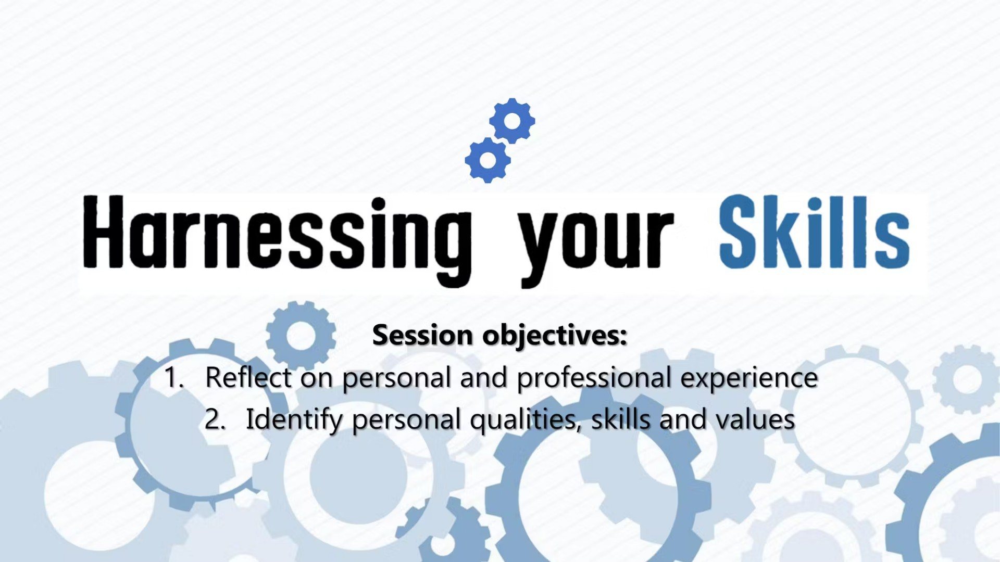 Harnessing your Skills
Session objectives:
1. Reflect on personal and professional experience
2. Identify personal qualities, skills and values